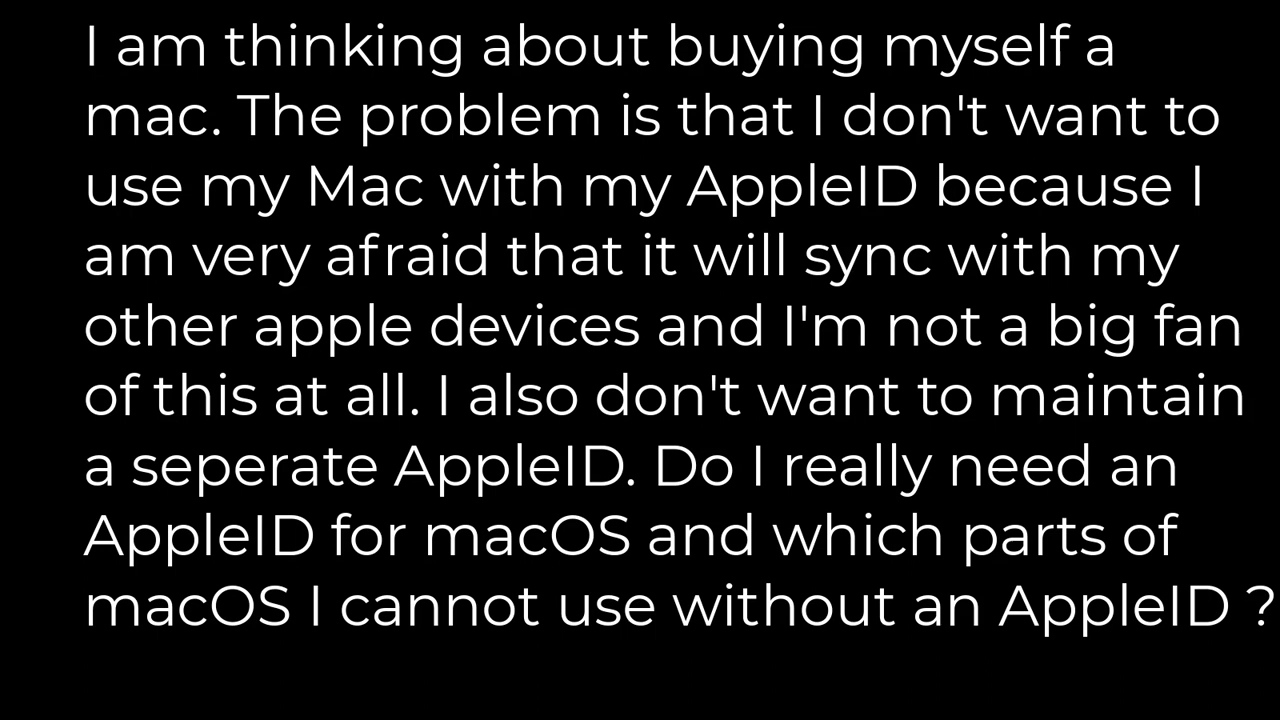 I am thinking about buying myself a
mac. The problem is that I don't want to
use my Mac with my AppleID because I
am very afraid that it will sync with my
other apple devices and I'm not a big fan
of this at all. I also don't want to maintain
a seperate AppleID. Do I really need an
AppleID for macOS and which parts of
macOS I cannot use without an AppleID ?